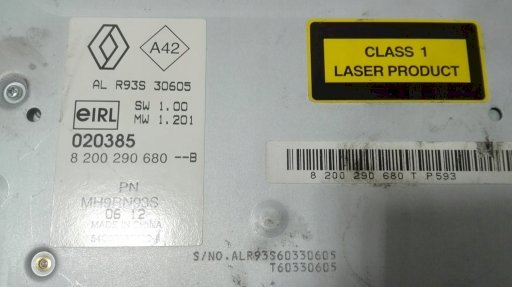 A42
AL R93S 30605
eIRL SW 1.00
MW 1.201
020385
8 200 290 680 --B
PN
MH9RN93S
06 12
MADE IN CHINA
CLASS 1
LASER PRODUCT
8 200 290 680 T P593
S/NO.ALR93S60330605
T60330605